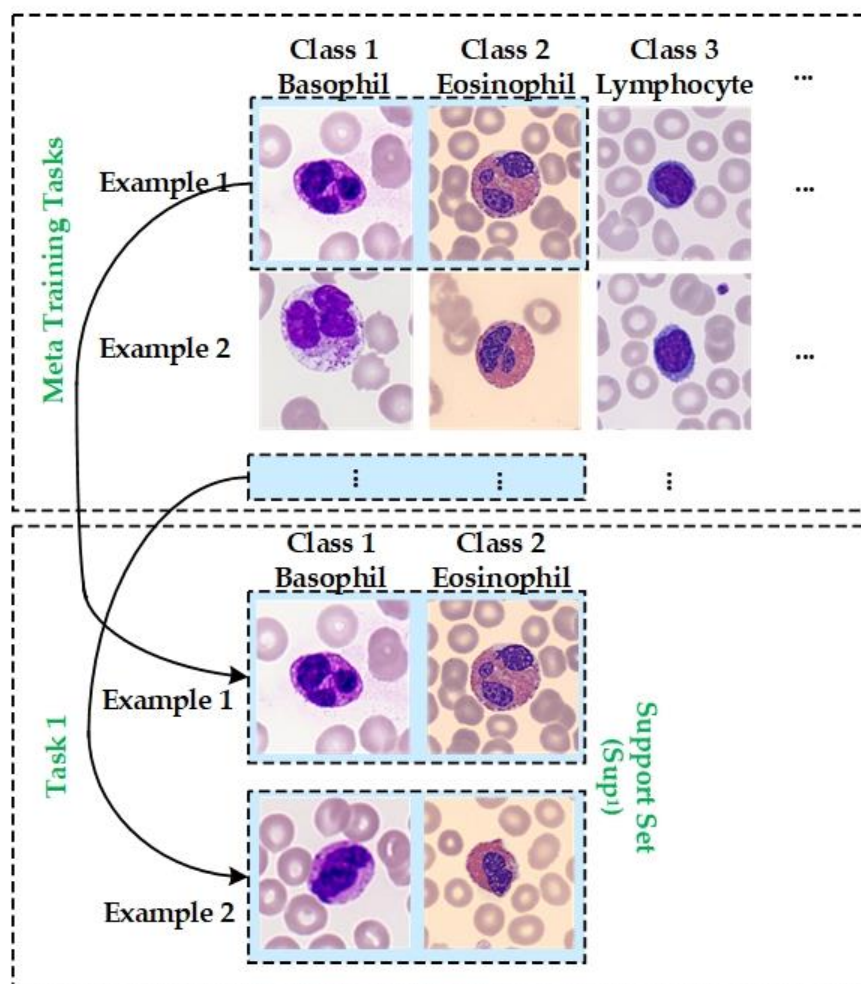 Class 1
Basophil
Class 2
Eosinophil
Class 3
Lymphocyte
...
Meta Training Tasks
Example 1
...
Example 2
...
⋮
⋮
⋮
Class 1
Basophil
Class 2
Eosinophil
Task 1
Example 1
Support Set
(Sup¹)
Example 2